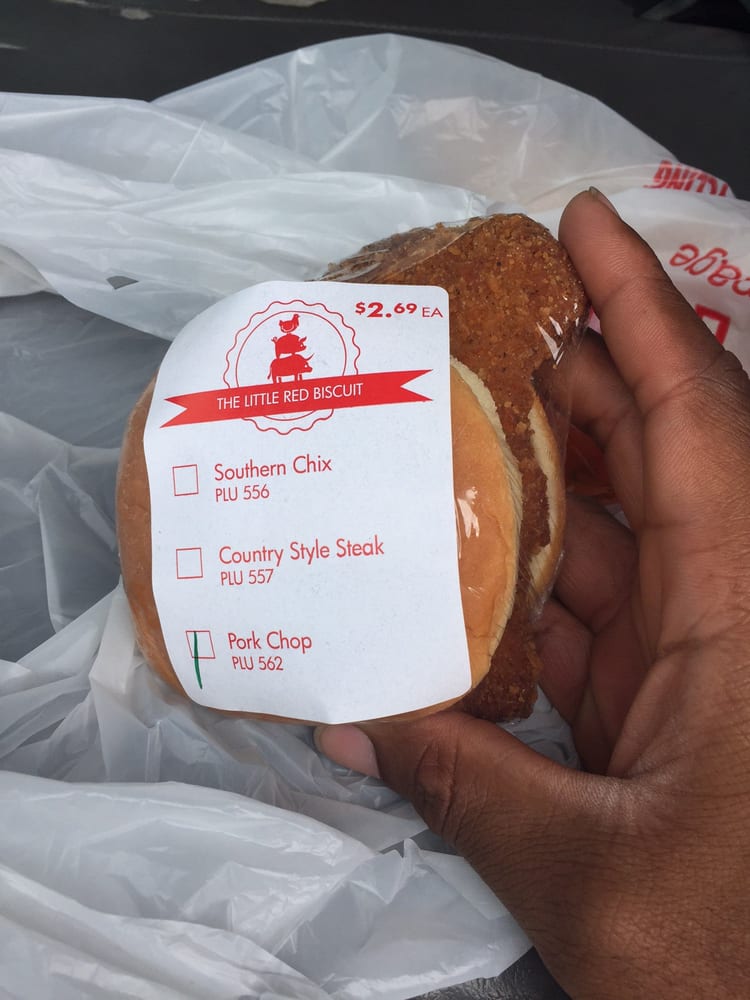 $2.69 EA
THE LITTLE RED BISCUIT
Southern Chix
PLU 556
Country Style Steak
PLU 557
Pork Chop
PLU 562